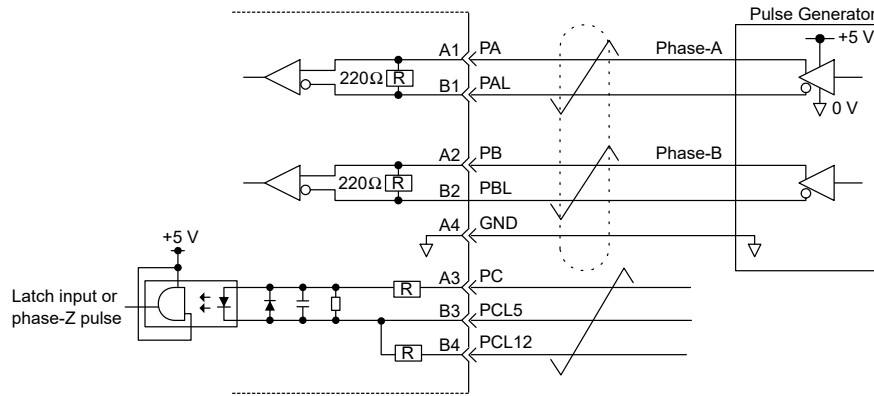 Pulse Generator
+5 V
A1 PA Phase-A
220Ω R
B1 PAL
0 V
A2 PB Phase-B
220Ω R
B2 PBL
A4 GND
+5 V
A3 PC
R
Latch input or
phase-Z pulse
B3 PCL5
B4 PCL12
R